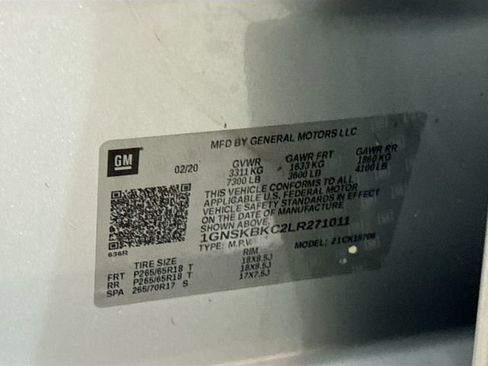 MFD BY GENERAL MOTORS LLC
GM
02/20 GVWR GAWR FRT GAWR RR
3311 KG 1633 KG 1860 KG
7300 LB 3600 LB 4100 LB
THIS VEHICLE CONFORMS TO ALL
APPLICABLE U.S. FEDERAL MOTOR
VEHICLE SAFETY STANDARDS IN EFFECT
ON THE DATE OF MANUFACTURE
SHOWN ABOVE.
1GNSKBKC2LR271011
TYPE: M.P.V. MODEL: 21CK15706
636R
TIRE SIZE RIM
FRT P265/65R18 T 18X8.5J
RR P265/65R18 T 18X8.5J
SPA 265/70R17 S 17X7.5J